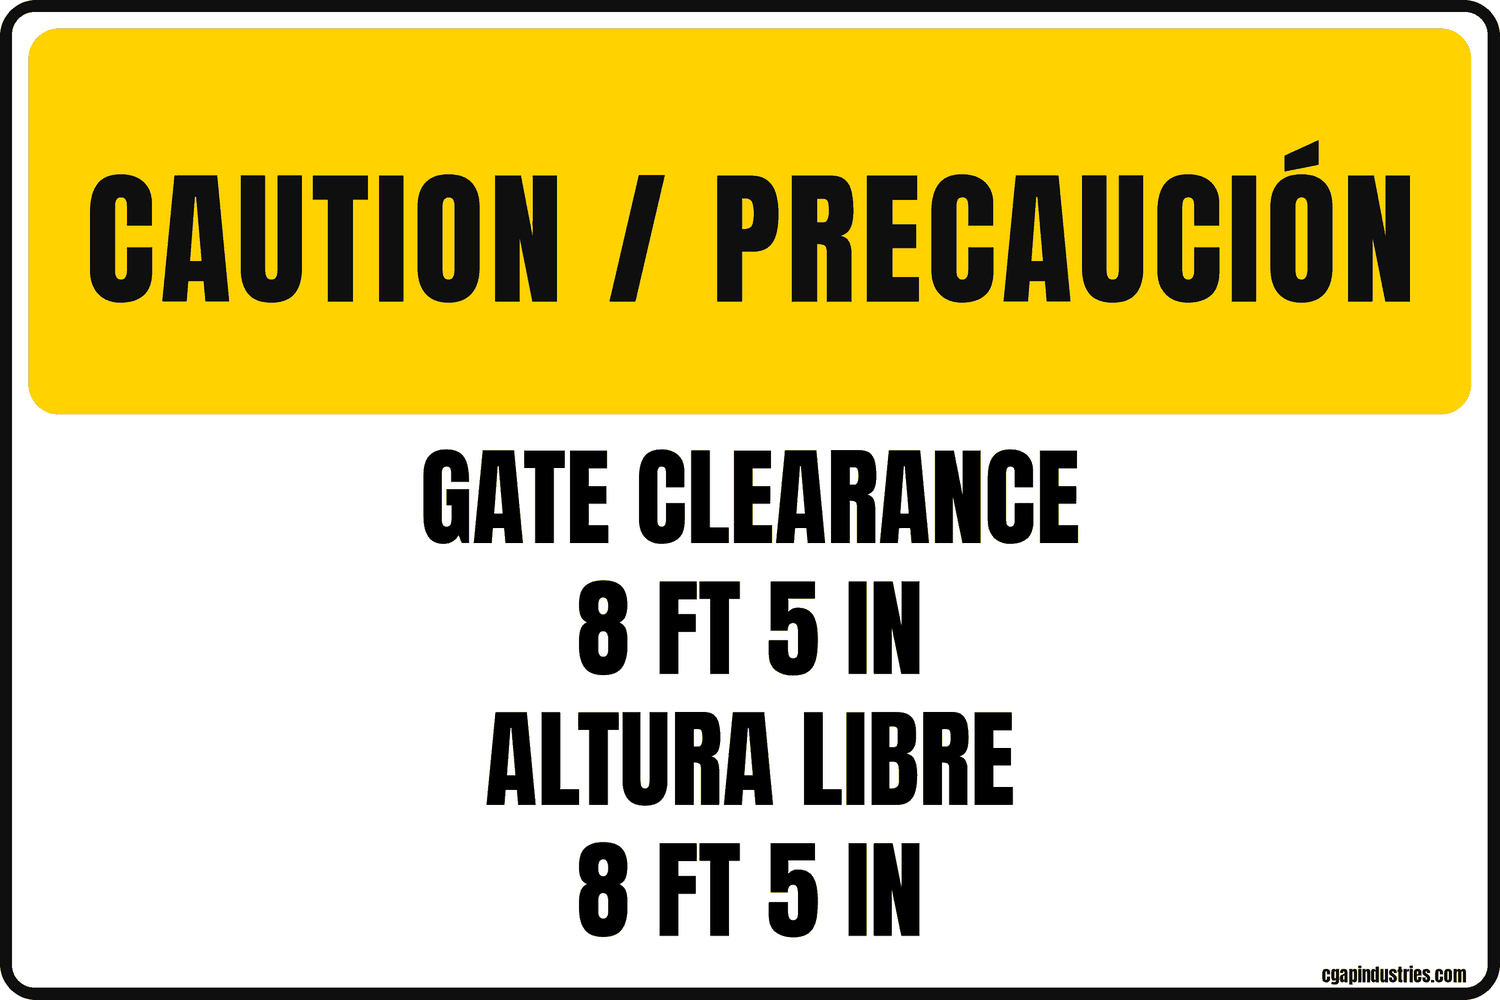 CAUTION / PRECAUCIÓN
GATE CLEARANCE
8 FT 5 IN
ALTURA LIBRE
8 FT 5 IN
cgapindustries.com